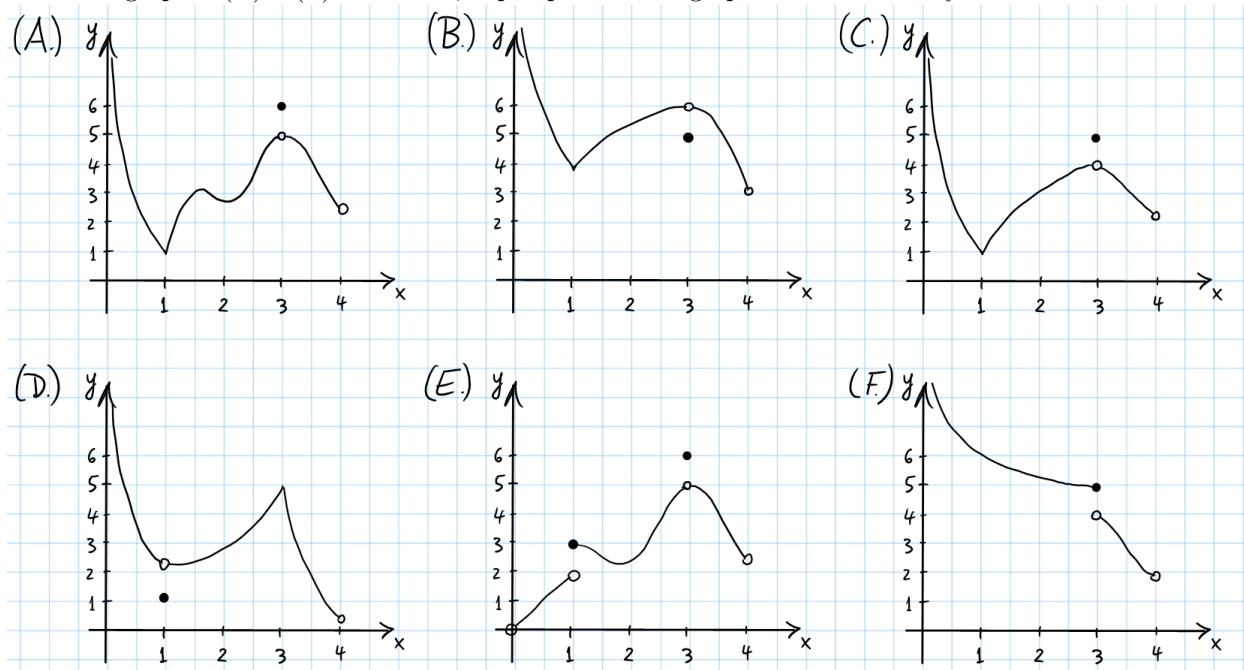 (A.) y (B.) y (C.) y
6 6 6
5 5 5
4 4 4
3 3 3
2 2 2
1 1 1
1 2 3 4 x 1 2 3 4 x 1 2 3 4 x
(D.) y (E.) y (F.) y
6 6 6
5 5 5
4 4 4
3 3 3
2 2 2
1 1 1
1 2 3 4 x 1 2 3 4 x 1 2 3 4 x